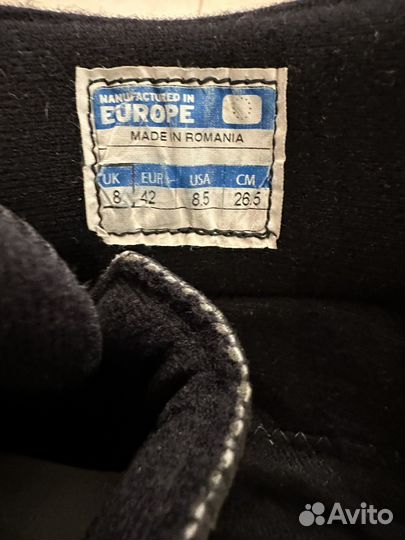 MANUFACTURED IN
EUROPE
MADE IN ROMANIA
UK EUR USA CM
8 42 8.5 26.5
Avito